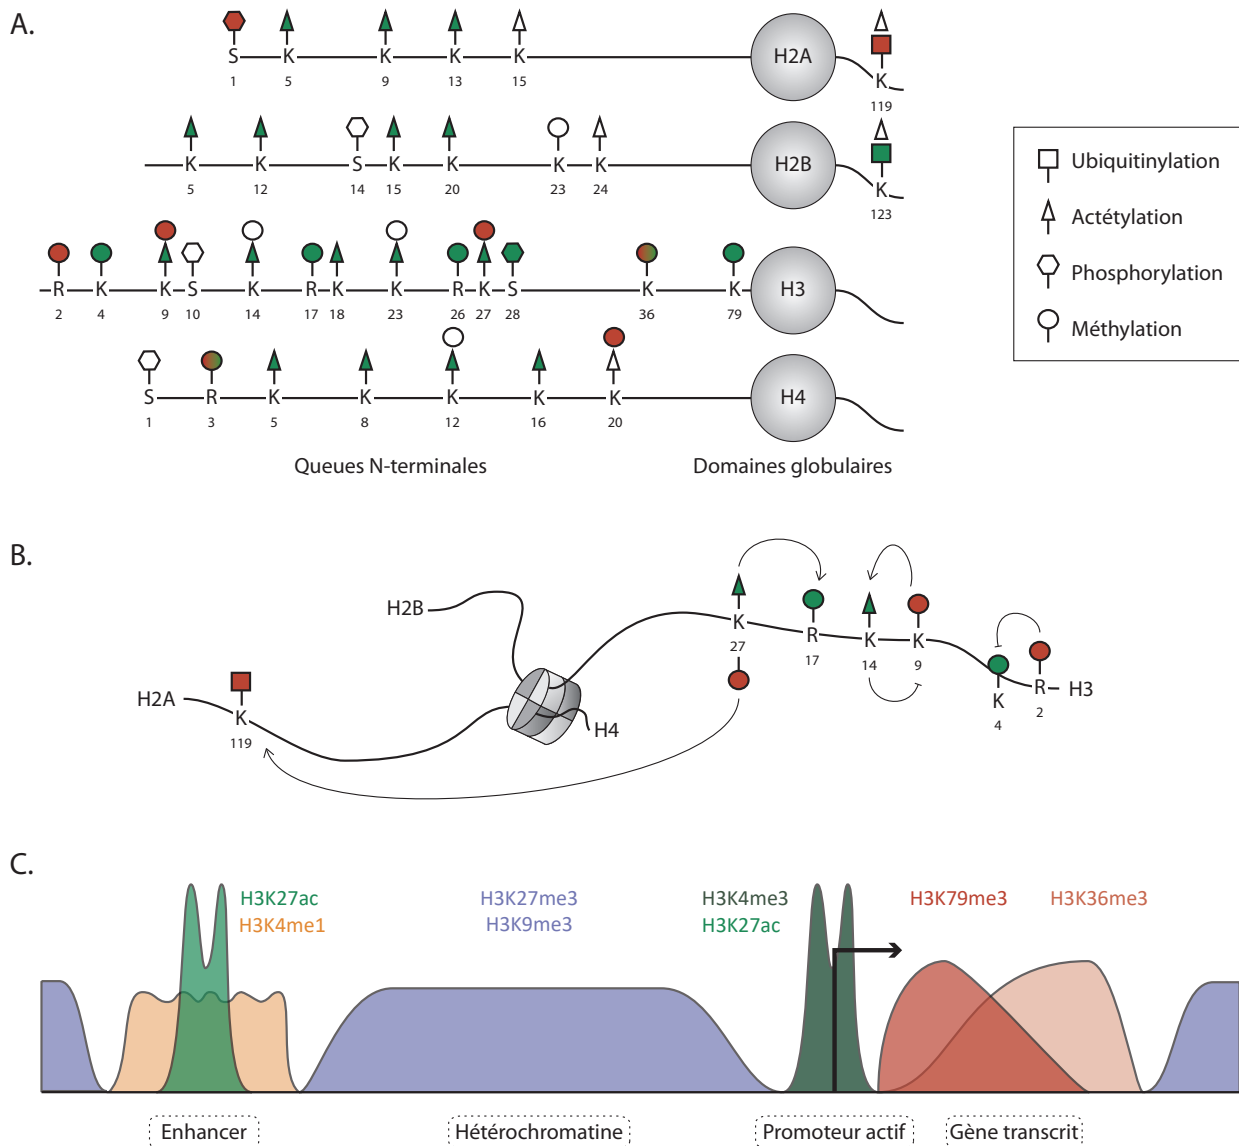 A.
S K K K K H2A K
1 5 9 13 15 119
K K S K K K K H2B K
5 12 14 15 20 23 24 123
R K K S K R K K R K S K K H3
2 4 9 10 14 17 18 23 26 27 28 36 79
S R K K K K K H4
1 3 5 8 12 16 20
Queues N-terminales Domaines globulaires
Ubiquitinylation
Actétylation
Phosphorylation
Méthylation
B.
H2B
H2A
K
119
H4
K
27
R
17
K
14
K
9
K
4
R
2
H3
C.
H3K27ac
H3K4me1
H3K27me3
H3K9me3
H3K4me3
H3K27ac
H3K79me3
H3K36me3
Enhancer
Hétérochromatine
Promoteur actif
Gène transcrit